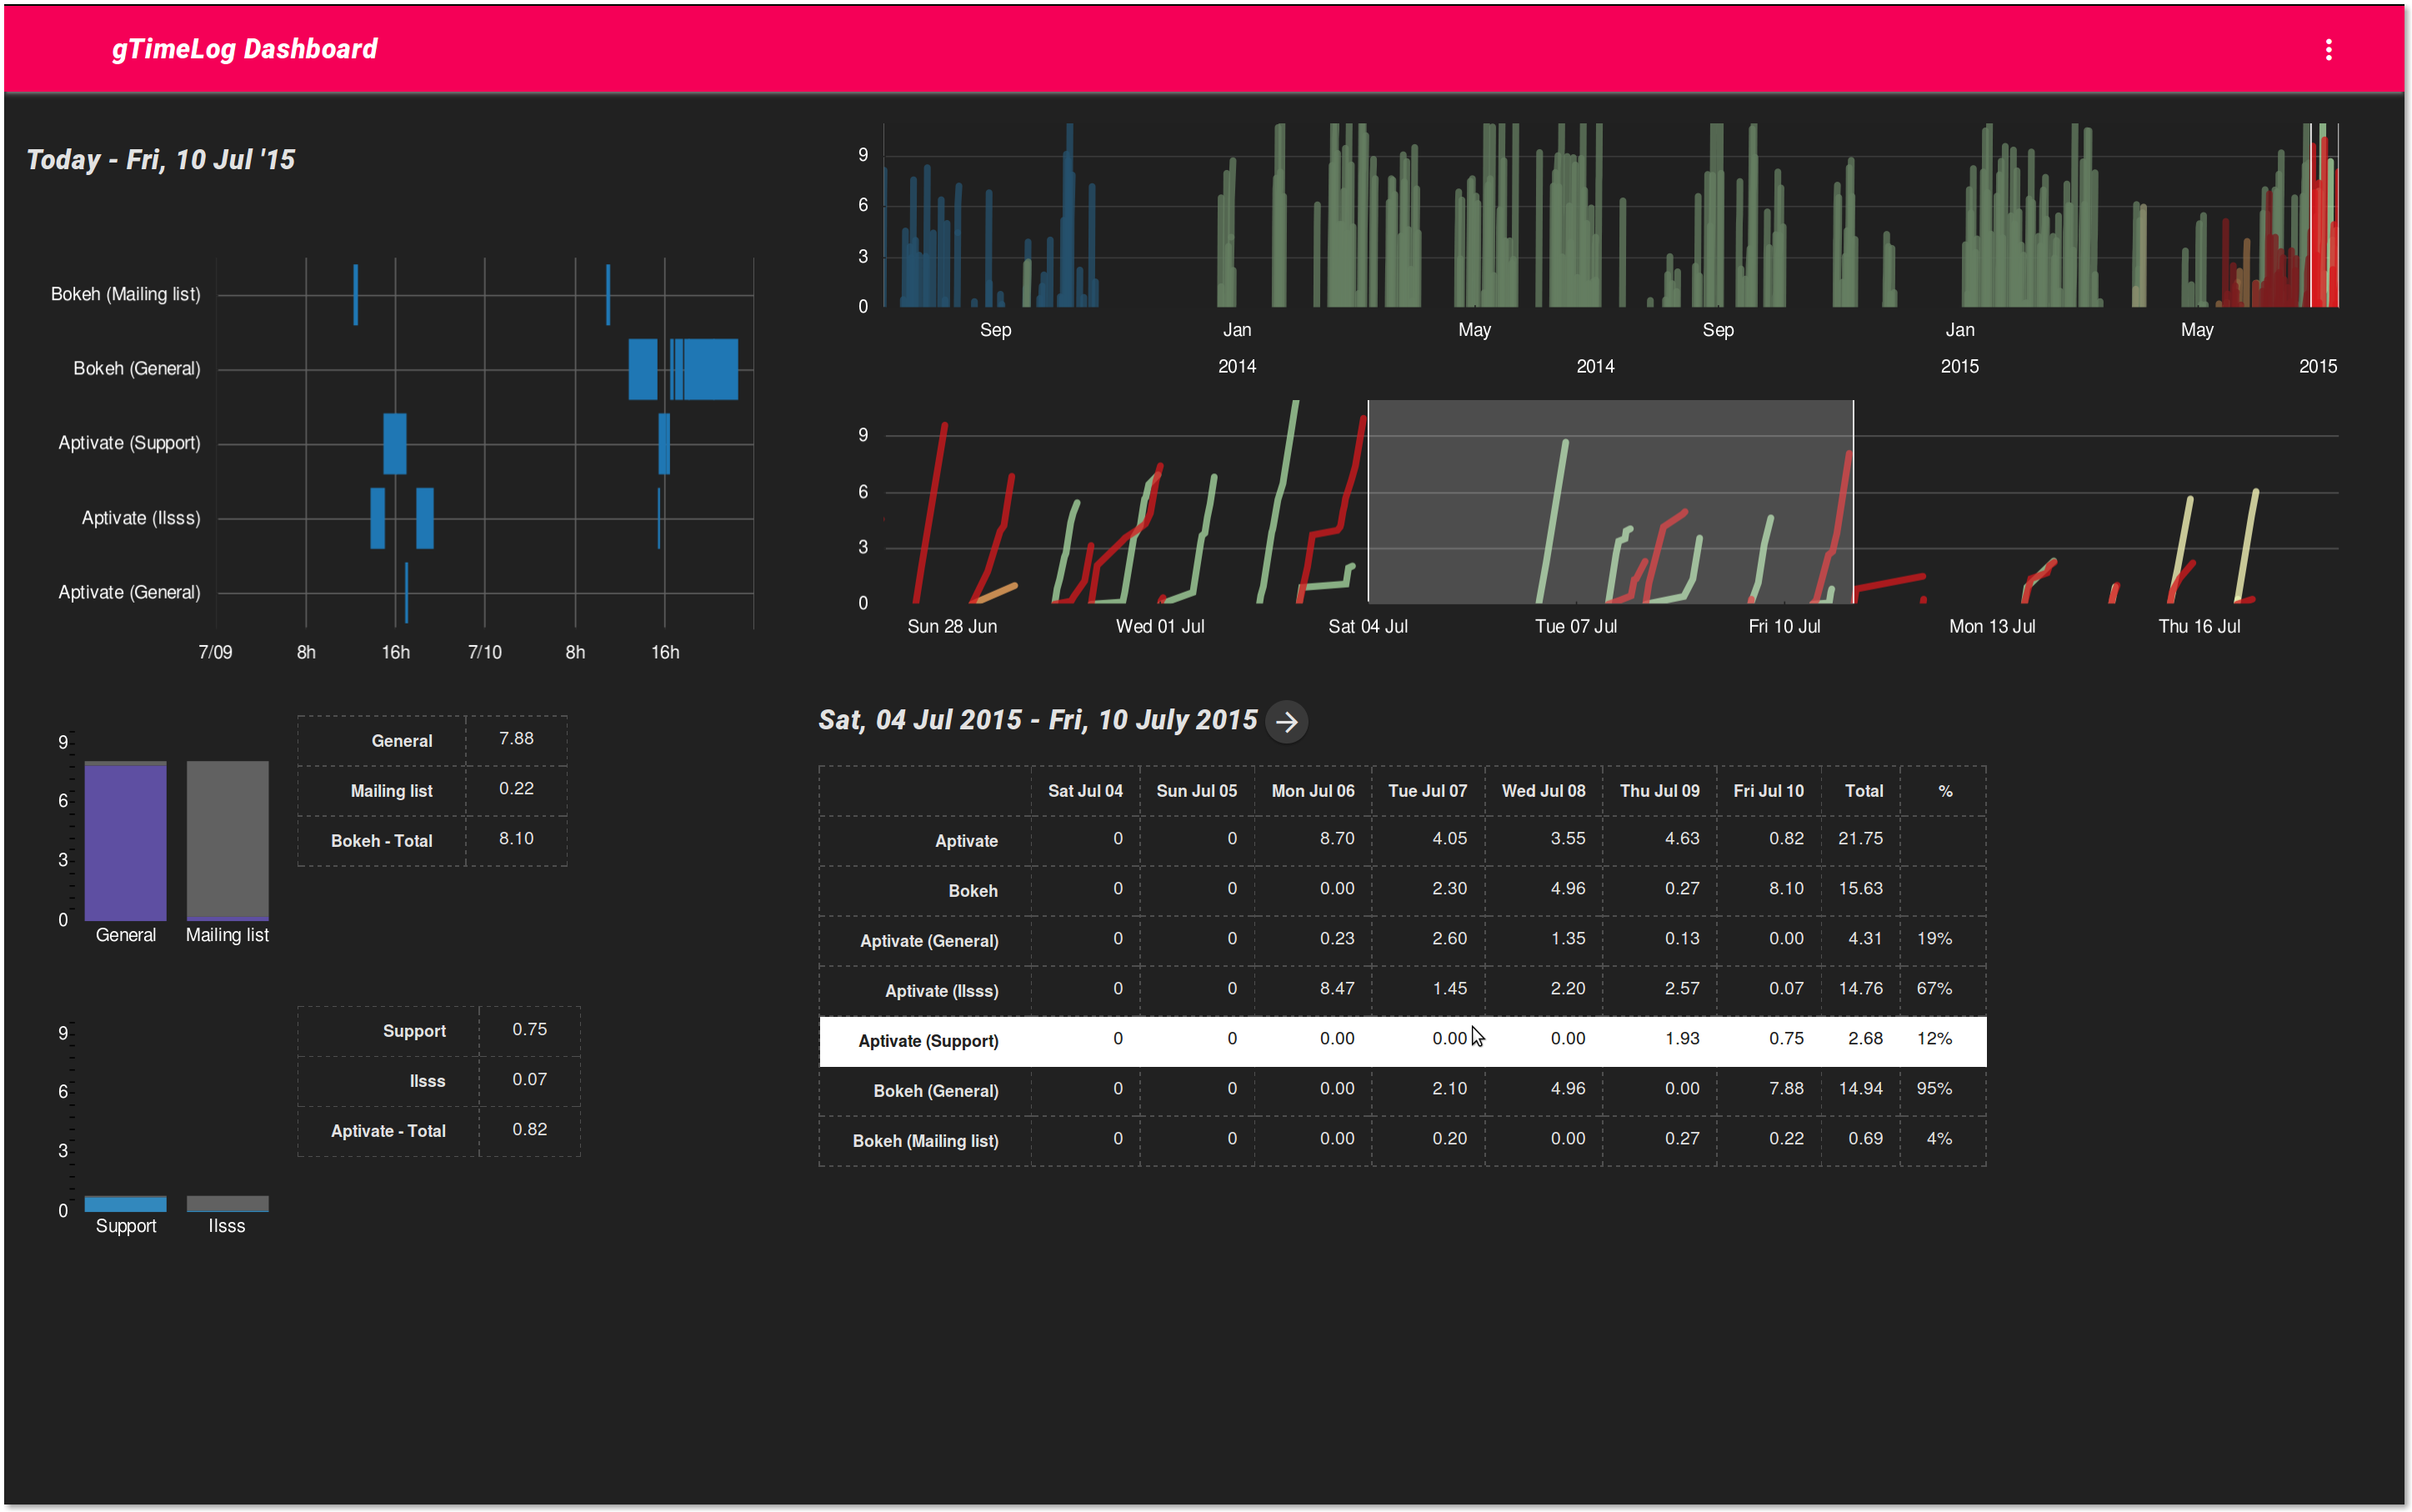 gTimeLog Dashboard
Today - Fri, 10 Jul '15
Bokeh (Mailing list)
Bokeh (General)
Aptivate (Support)
Aptivate (Ilsss)
Aptivate (General)
7/09 8h 16h 7/10 8h 16h
9
6
3
0
Sep Jan May Sep Jan May
2014 2014 2015 2015
9
6
3
0
Sun 28 Jun Wed 01 Jul Sat 04 Jul Tue 07 Jul Fri 10 Jul Mon 13 Jul Thu 16 Jul
9
6
3
0
General Mailing list
General 7.88
Mailing list 0.22
Bokeh - Total 8.10
9
6
3
0
Support Ilsss
Support 0.75
Ilsss 0.07
Aptivate - Total 0.82
Sat, 04 Jul 2015 - Fri, 10 July 2015
Sat Jul 04 Sun Jul 05 Mon Jul 06 Tue Jul 07 Wed Jul 08 Thu Jul 09 Fri Jul 10 Total %
Aptivate 0 0 8.70 4.05 3.55 4.63 0.82 21.75
Bokeh 0 0 0.00 2.30 4.96 0.27 8.10 15.63
Aptivate (General) 0 0 0.23 2.60 1.35 0.13 0.00 4.31 19%
Aptivate (Ilsss) 0 0 8.47 1.45 2.20 2.57 0.07 14.76 67%
Aptivate (Support) 0 0 0.00 0.00 0.00 1.93 0.75 2.68 12%
Bokeh (General) 0 0 0.00 2.10 4.96 0.00 7.88 14.94 95%
Bokeh (Mailing list) 0 0 0.00 0.20 0.00 0.27 0.22 0.69 4%